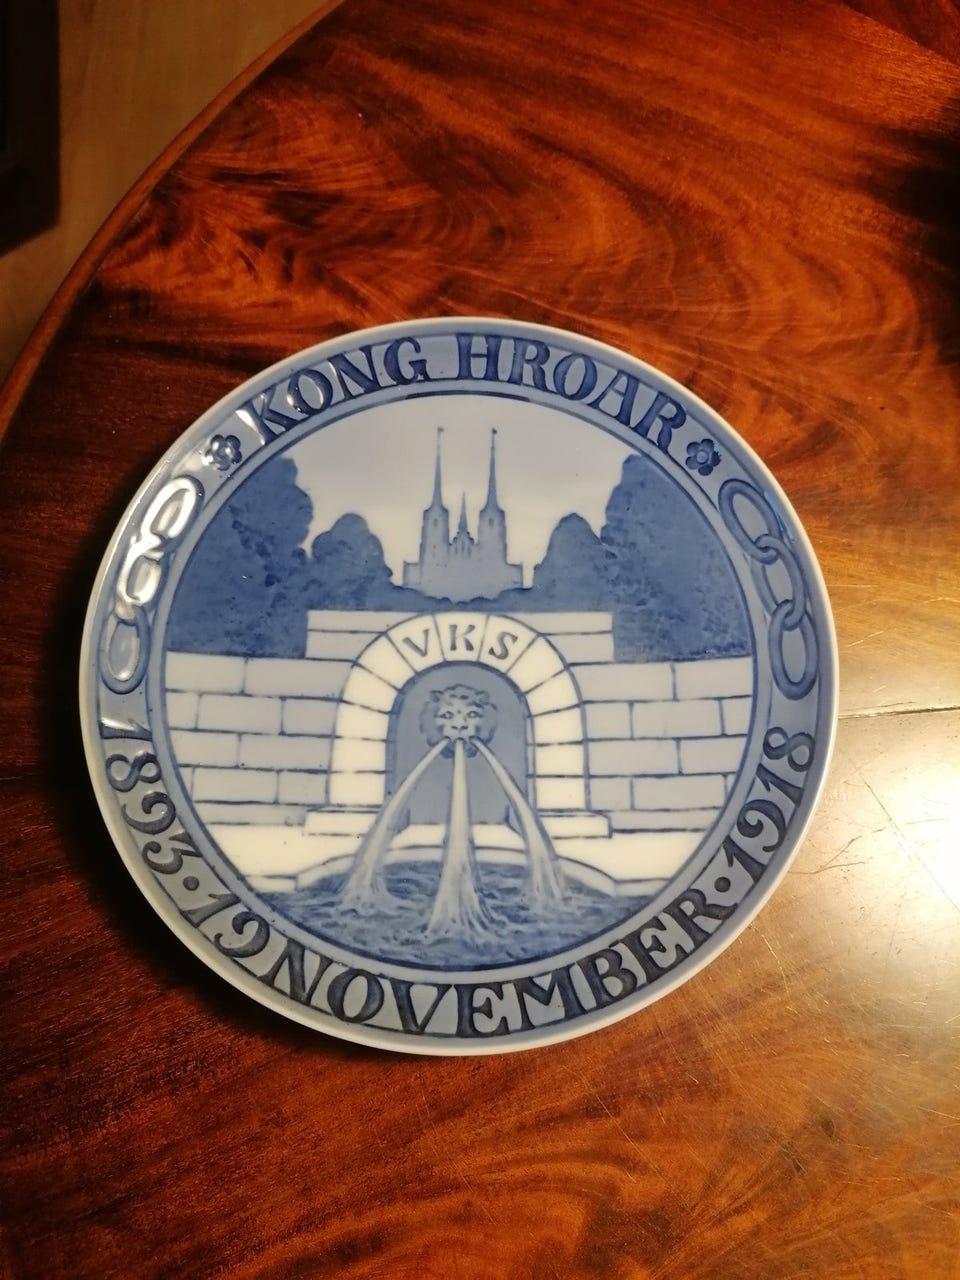 KONG HROAR
VKS
1893 · 19 NOVEMBER · 1918